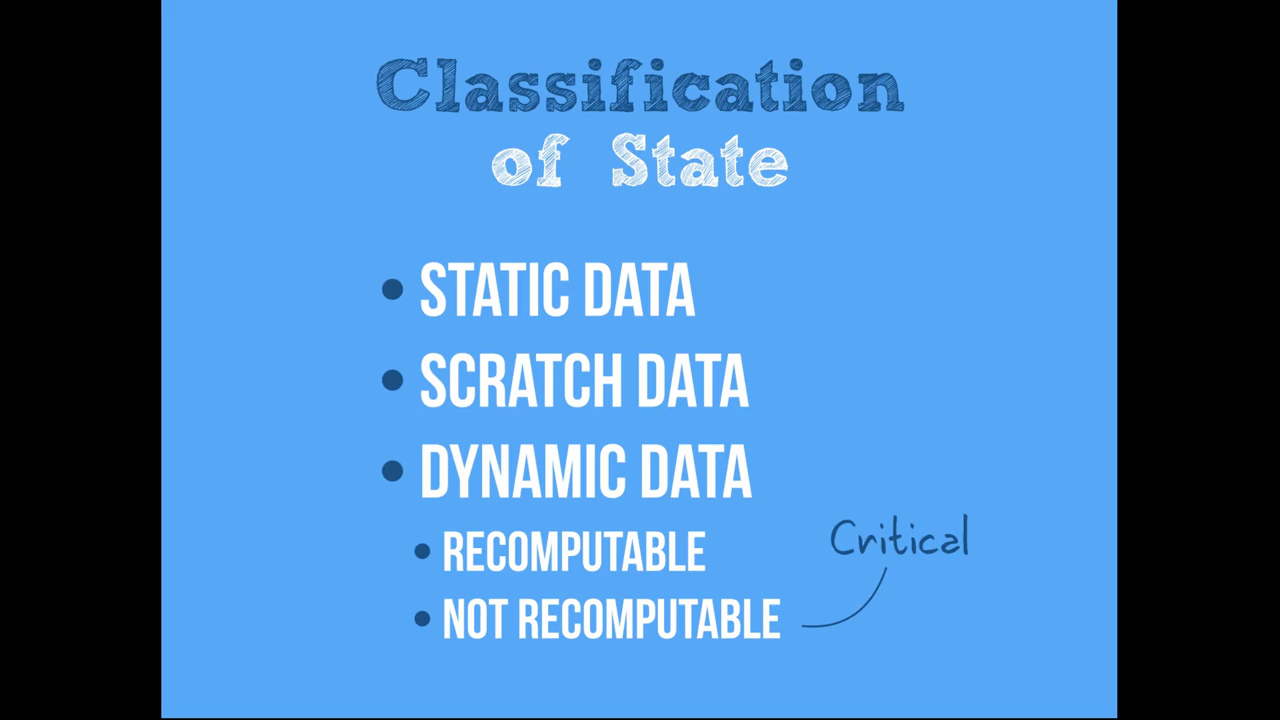 Classification
of State
• STATIC DATA
• SCRATCH DATA
• DYNAMIC DATA
• RECOMPUTABLE
• NOT RECOMPUTABLE
Critical